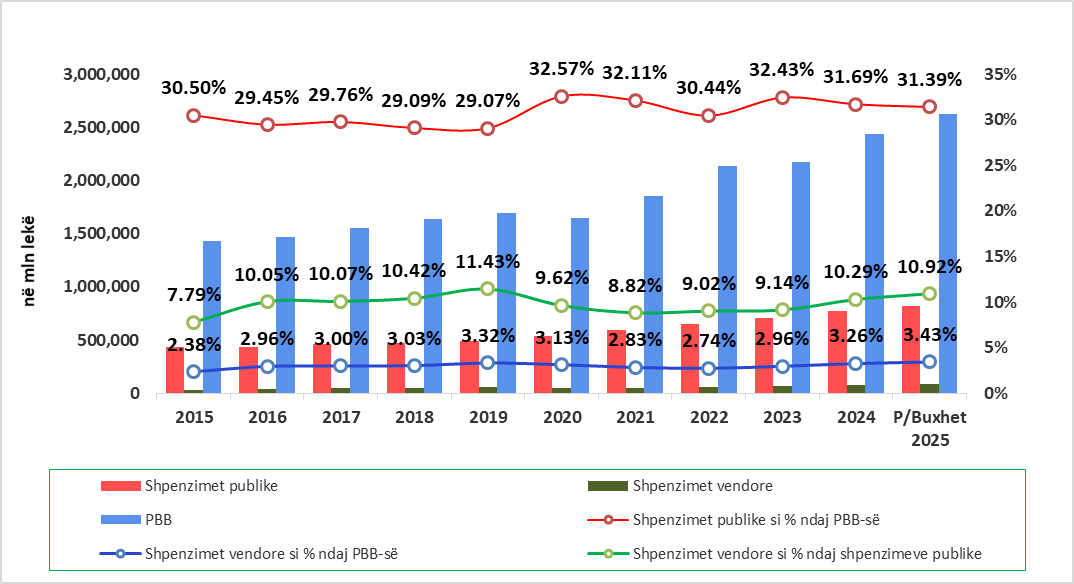 30.50% 29.45% 29.76% 29.09% 29.07% 32.57% 32.11% 30.44% 32.43% 31.69% 31.39%
7.79% 10.05% 10.07% 10.42% 11.43% 9.62% 8.82% 9.02% 9.14% 10.29% 10.92%
2.38% 2.96% 3.00% 3.03% 3.32% 3.13% 2.83% 2.74% 2.96% 3.26% 3.43%
3,000,000
2,500,000
2,000,000
1,500,000
1,000,000
500,000
0
në mln lekë
35%
30%
25%
20%
15%
10%
5%
0%
2015 2016 2017 2018 2019 2020 2021 2022 2023 2024 P/Buxhet
2025
Shpenzimet publike
Shpenzimet vendore
PBB
Shpenzimet publike si % ndaj PBB-së
Shpenzimet vendore si % ndaj PBB-së
Shpenzimet vendore si % ndaj shpenzimeve publike